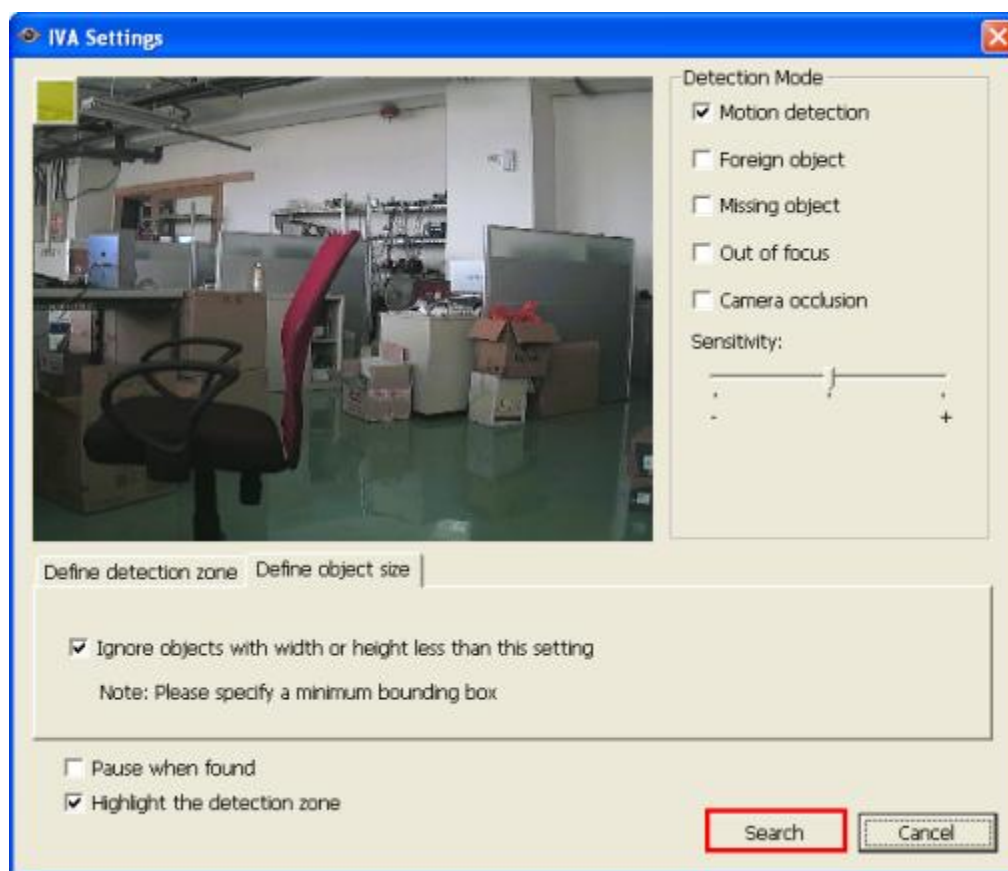 IVA Settings
Detection Mode
Motion detection
Foreign object
Missing object
Out of focus
Camera occlusion
Sensitivity:
- +
Define detection zone Define object size
Ignore objects with width or height less than this setting
Note: Please specify a minimum bounding box
Pause when found
Highlight the detection zone
Search Cancel